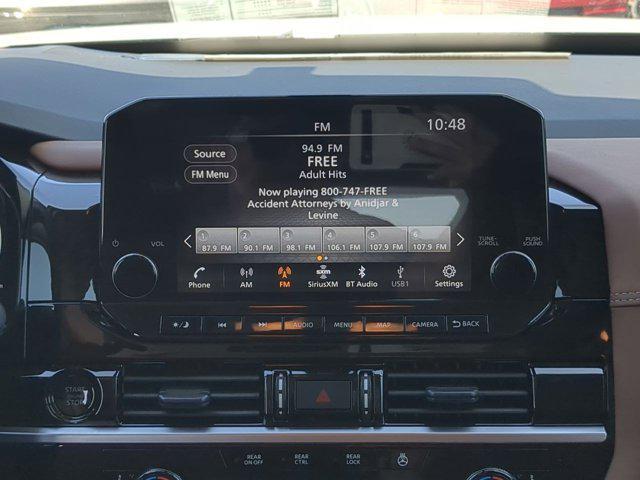 FM
10:48
94.9 FM
Source
FREE
Adult Hits
FM Menu
Now playing 800-747-FREE
Accident Attorneys by Anidjar &
Levine
1 2 3 4 5 6
87.9 FM 90.1 FM 98.1 FM 106.1 FM 107.9 FM 107.9 FM
VOL
TUNE·
SCROLL
PUSH
SOUND
sxm
Phone AM FM SiriusXM BT Audio USB1 Settings
AUDIO MENU MAP CAMERA BACK
START
STOP
REAR
ON OFF
REAR
CTRL
REAR
LOCK